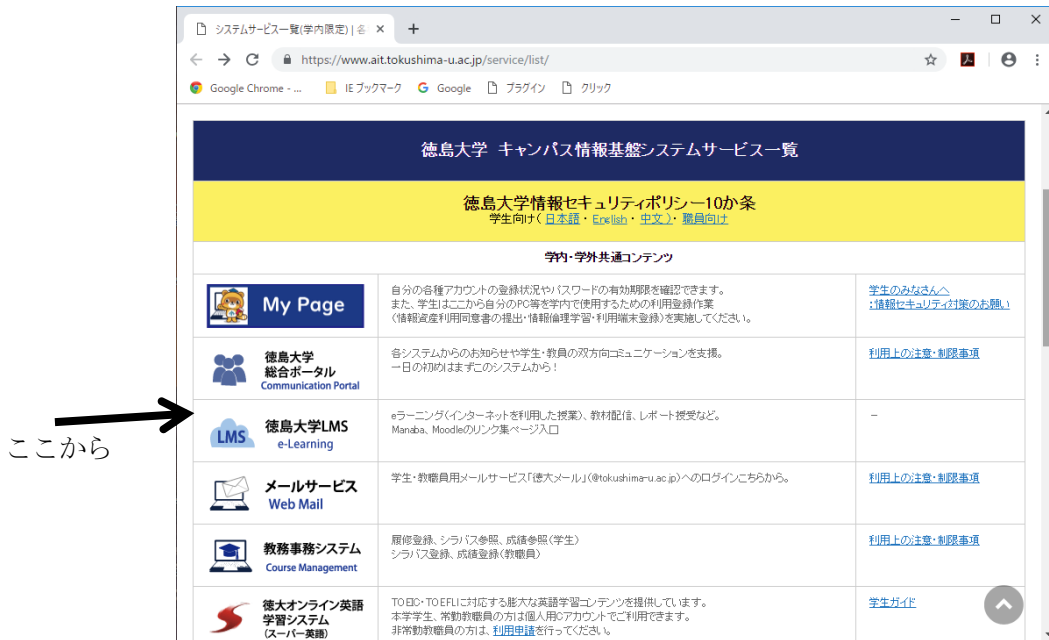 システムサービス一覧(学内限定) | 各
https://www.ait.tokushima-u.ac.jp/service/list/
Google Chrome - ... IE ブックマーク Google プラグイン クリック
徳島大学 キャンパス情報基盤システムサービス一覧
徳島大学情報セキュリティポリシー10か条
学生向け( 日本語・ English・ 中文 )・ 職員向け
学内・学外共通コンテンツ
My Page
自分の各種アカウントの登録状況やパスワードの有効期限を確認できます。
また、学生はここから自分のPC等を学内で使用するための利用登録作業
(情報資産利用同意書の提出・情報倫理学習・利用端末登録)を実施してください。
学生のみなさんへ
:情報セキュリティ対策のお願い
徳島大学
総合ポータル
Communication Portal
各システムからのお知らせや学生・教員の双方向コミュニケーションを支援。
一日の初めはまずこのシステムから!
利用上の注意・制限事項
ここから
LMS
徳島大学LMS
e-Learning
eラーニング(インターネットを利用した授業)、教材配信、レポート授受など。
Manaba、Moodleのリンク集ページ入口
−
メールサービス
Web Mail
学生・教職員用メールサービス「徳大メール」(@tokushima-u.ac.jp)へのログインこちらから。
利用上の注意・制限事項
教務事務システム
Course Management
履修登録、シラバス参照、成績参照(学生)
シラバス登録、成績登録(教職員)
利用上の注意・制限事項
徳大オンライン英語
学習システム
(スーパー英語)
TOEIC・TOEFLに対応する膨大な英語学習コンテンツを提供しています。
本学学生、常勤教職員の方は個人用Cアカウントでご利用できます。
非常勤教職員の方は、利用申請を行ってください。
学生ガイド